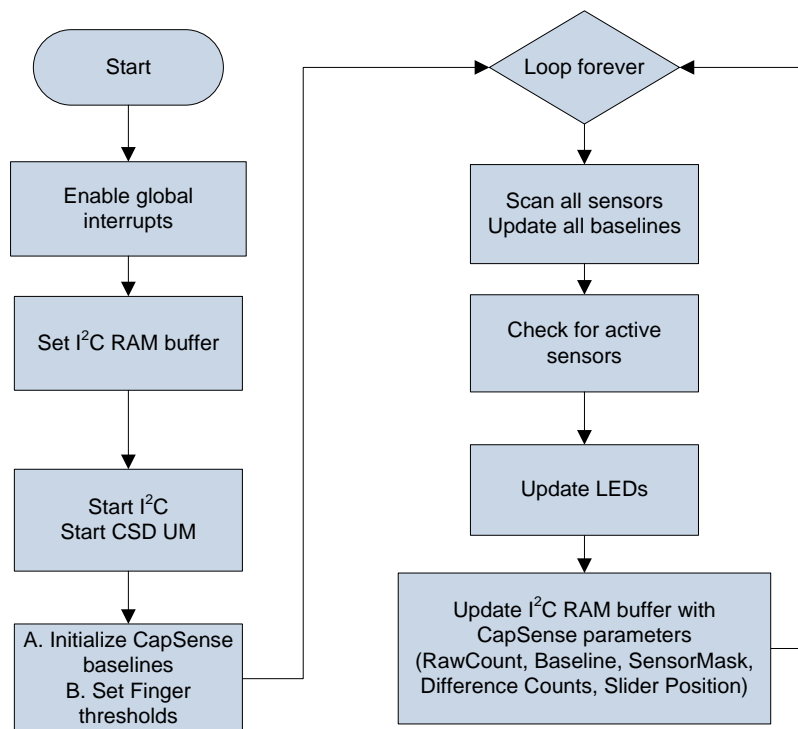 Start
Enable global
interrupts
Set I²C RAM buffer
Start I²C
Start CSD UM
A. Initialize CapSense
baselines
B. Set Finger
thresholds
Loop forever
Scan all sensors
Update all baselines
Check for active
sensors
Update LEDs
Update I²C RAM buffer with
CapSense parameters
(RawCount, Baseline, SensorMask,
Difference Counts, Slider Position)